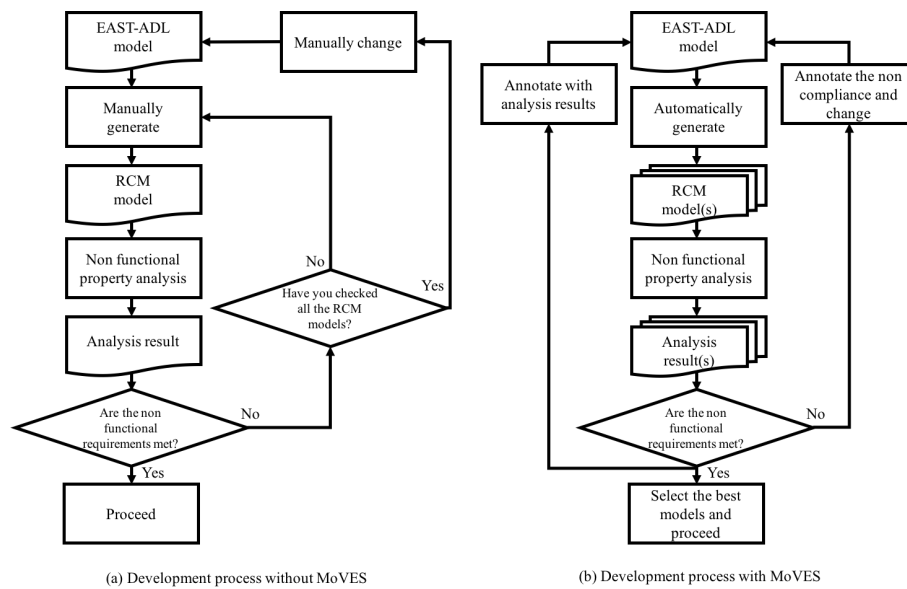 EAST-ADL
model
Manually change
Manually
generate
RCM
model
Non functional
property analysis
No
Yes
Have you checked
all the RCM
models?
Analysis result
Are the non
functional
requirements met?
No
Yes
Proceed
(a) Development process without MoVES
EAST-ADL
model
Annotate with
analysis results
Annotate the non
compliance and
change
Automatically
generate
RCM
model(s)
Non functional
property analysis
Analysis
result(s)
Are the non
functional
requirements met?
No
Yes
Select the best
models and
proceed
(b) Development process with MoVES